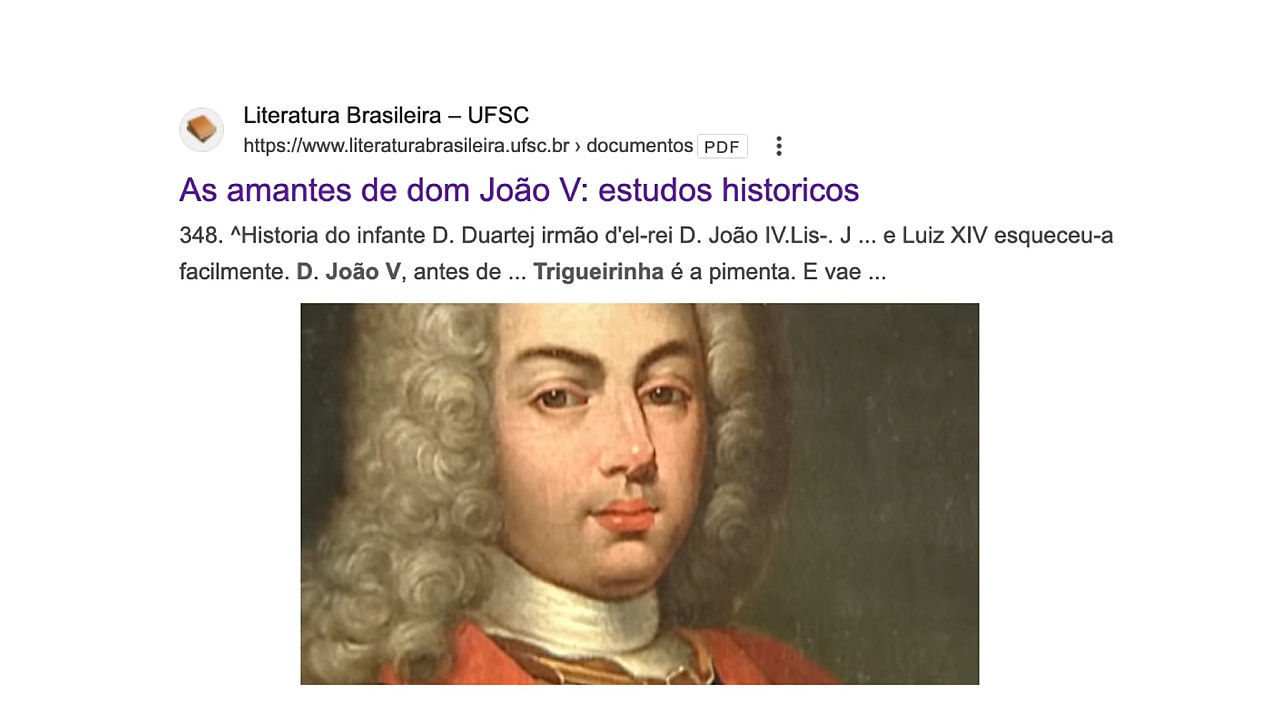 Literatura Brasileira – UFSC
https://www.literaturabrasileira.ufsc.br › documentos PDF
As amantes de dom João V: estudos historicos
348. ^Historia do infante D. Duartej irmão d'el-rei D. João IV.Lis-. J ... e Luiz XIV esqueceu-a
facilmente. D. João V, antes de ... Trigueirinha é a pimenta. E vae ...